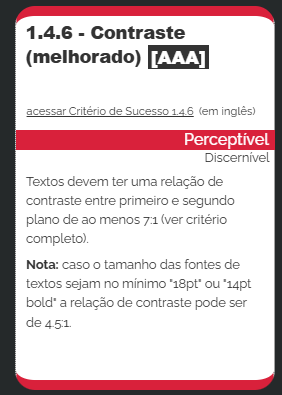 1.4.6 - Contraste
(melhorado) [AAA]
acessar Critério de Sucesso 1.4.6 (em inglês)
Perceptível
Discernível
Textos devem ter uma relação de
contraste entre primeiro e segundo
plano de ao menos 7:1 (ver critério
completo).
Nota: caso o tamanho das fontes de
textos sejam no mínimo "18pt" ou "14pt
bold" a relação de contraste pode ser
de 4.5:1.